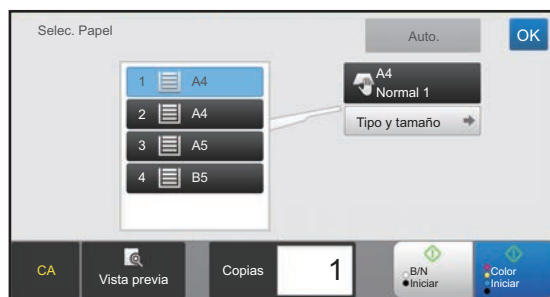 Selec. Papel
Auto.
OK
1 A4
2 A4
3 A5
4 B5
A4
Normal 1
Tipo y tamaño
CA
Vista previa
Copias
1
B/N
Iniciar
Color
Iniciar